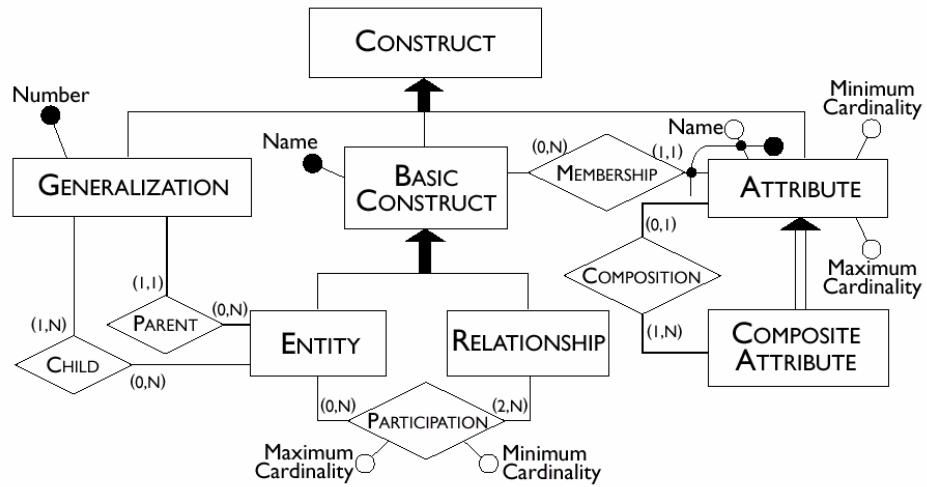 CONSTRUCT
Number
Minimum
Cardinality
Name
Name
(0,N)
(1,1)
GENERALIZATION
BASIC
CONSTRUCT
MEMBERSHIP
ATTRIBUTE
(0,1)
Maximum
Cardinality
COMPOSITION
(1,1)
(0,N)
(1,N)
PARENT
(1,N)
ENTITY
RELATIONSHIP
COMPOSITE
ATTRIBUTE
CHILD
(0,N)
(0,N)
PARTICIPATION
(2,N)
Maximum
Cardinality
Minimum
Cardinality